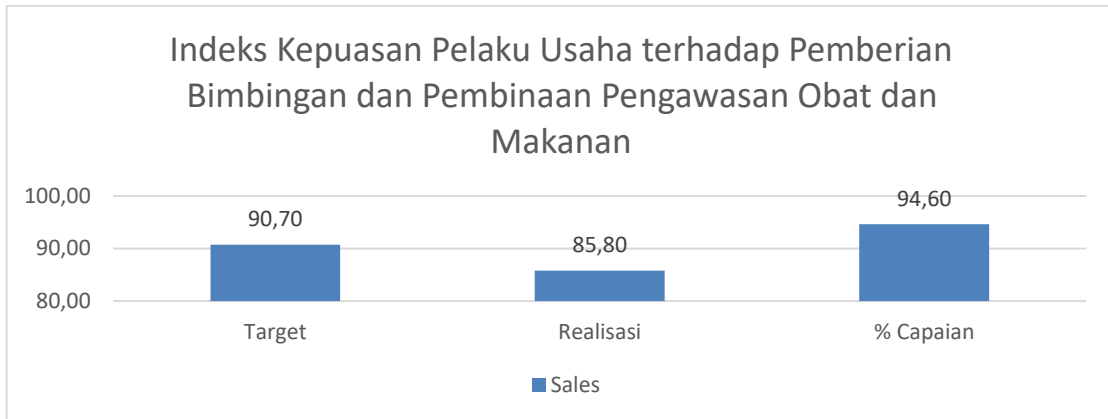 Indeks Kepuasan Pelaku Usaha terhadap Pemberian
Bimbingan dan Pembinaan Pengawasan Obat dan
Makanan
100,00
90,00
80,00
90,70
85,80
94,60
Target
Realisasi
% Capaian
Sales